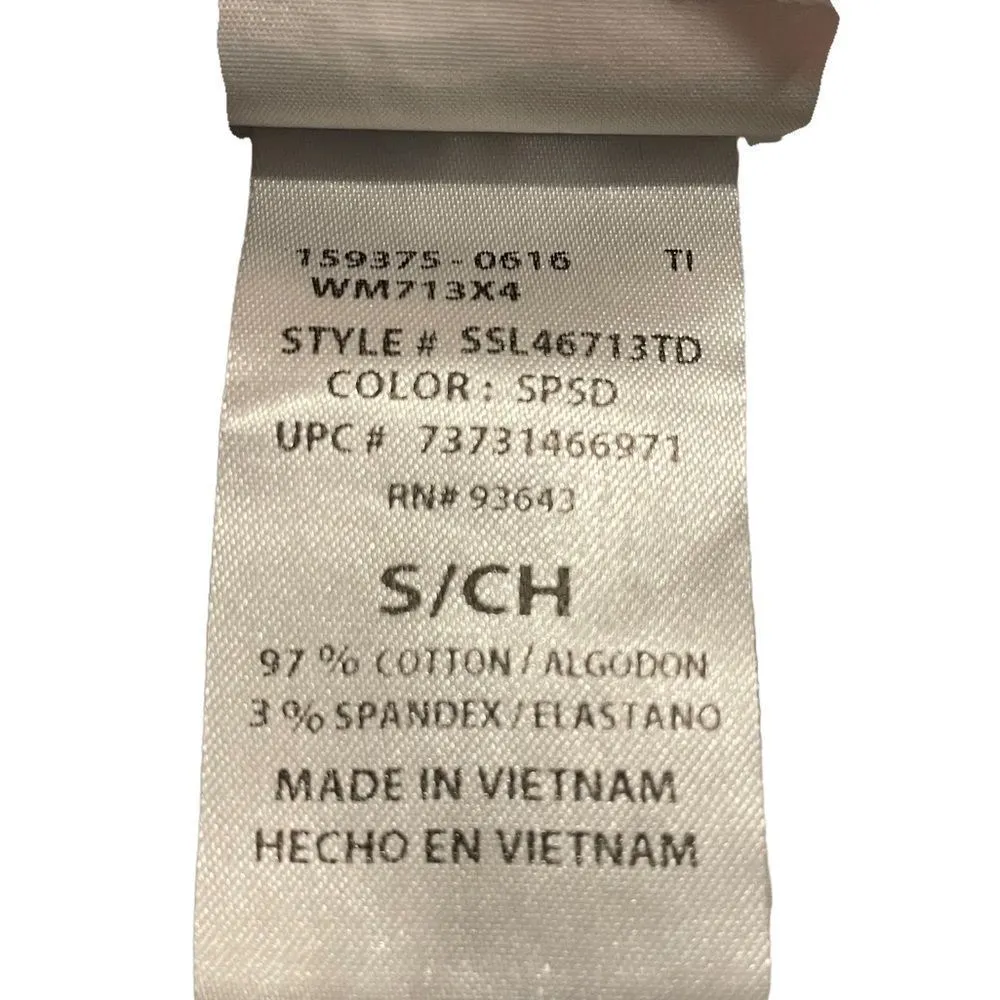 159375-0616 TI
WM713X4
STYLE # SSL46713TD
COLOR: SPSD
UPC # 73731466971
RN# 93643
S/CH
97 % COTTON / ALGODON
3 % SPANDEX / ELASTANO
MADE IN VIETNAM
HECHO EN VIETNAM